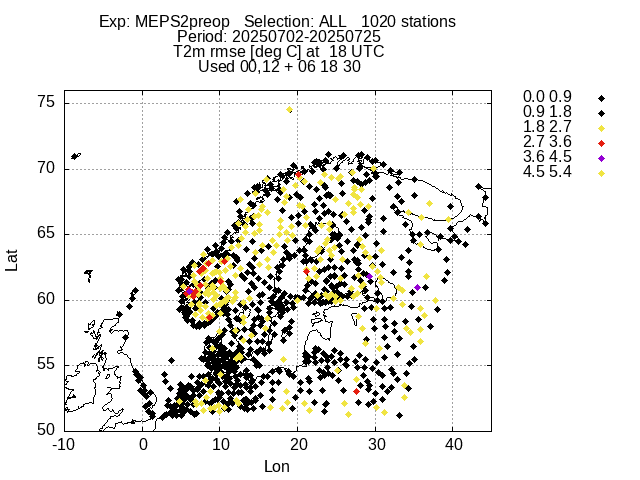 Exp: MEPS2preop   Selection: ALL   1020 stations
Period: 20250702-20250725
T2m rmse [deg C] at  18 UTC
Used 00,12 + 06 18 30
0.0 0.9
0.9 1.8
1.8 2.7
2.7 3.6
3.6 4.5
4.5 5.4
75
70
65
60
55
50
Lat
-10 0 10 20 30 40
Lon